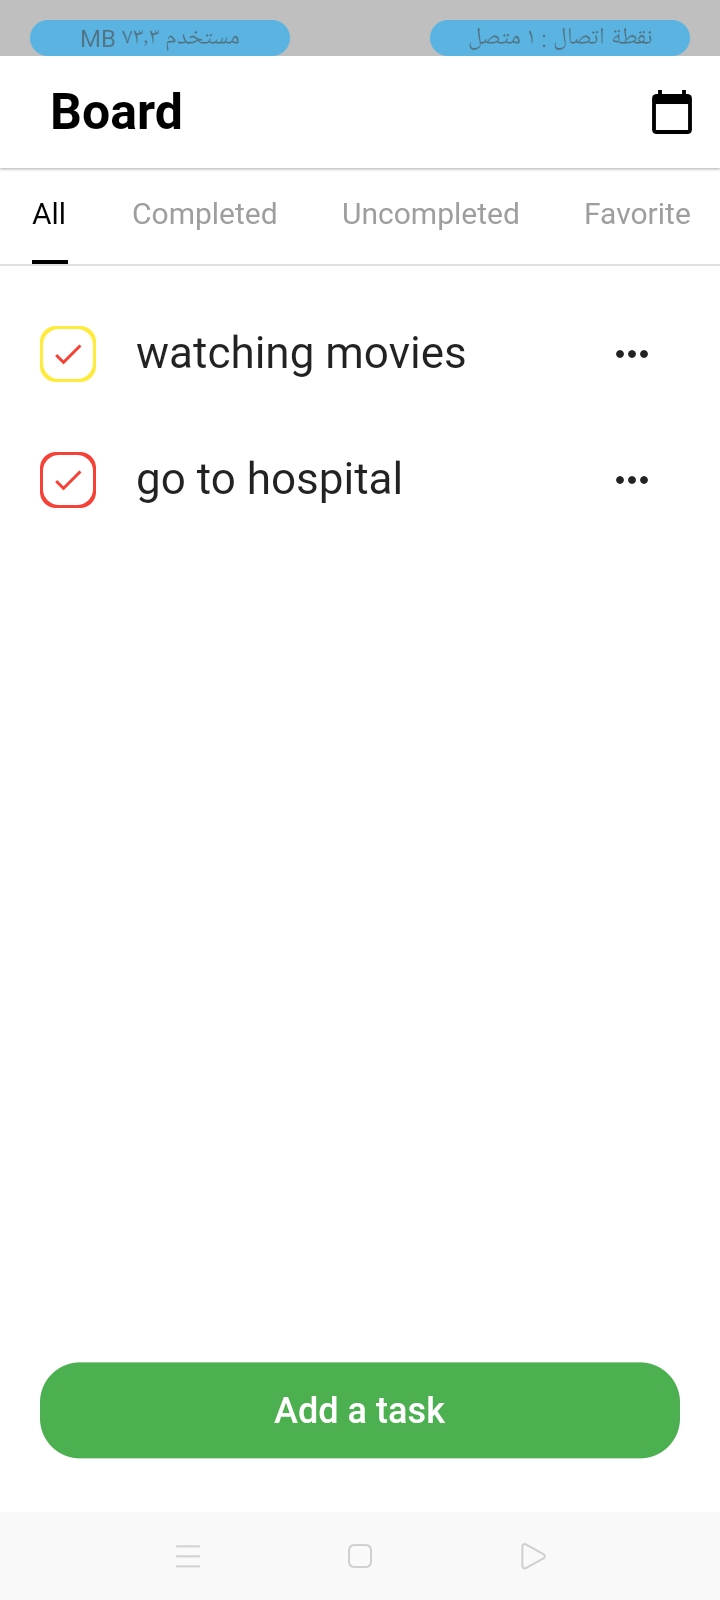 مستخدم ٧٣,٣ MB
نقطة اتصال : ١ متصل
Board
All
Completed
Uncompleted
Favorite
watching movies
go to hospital
Add a task